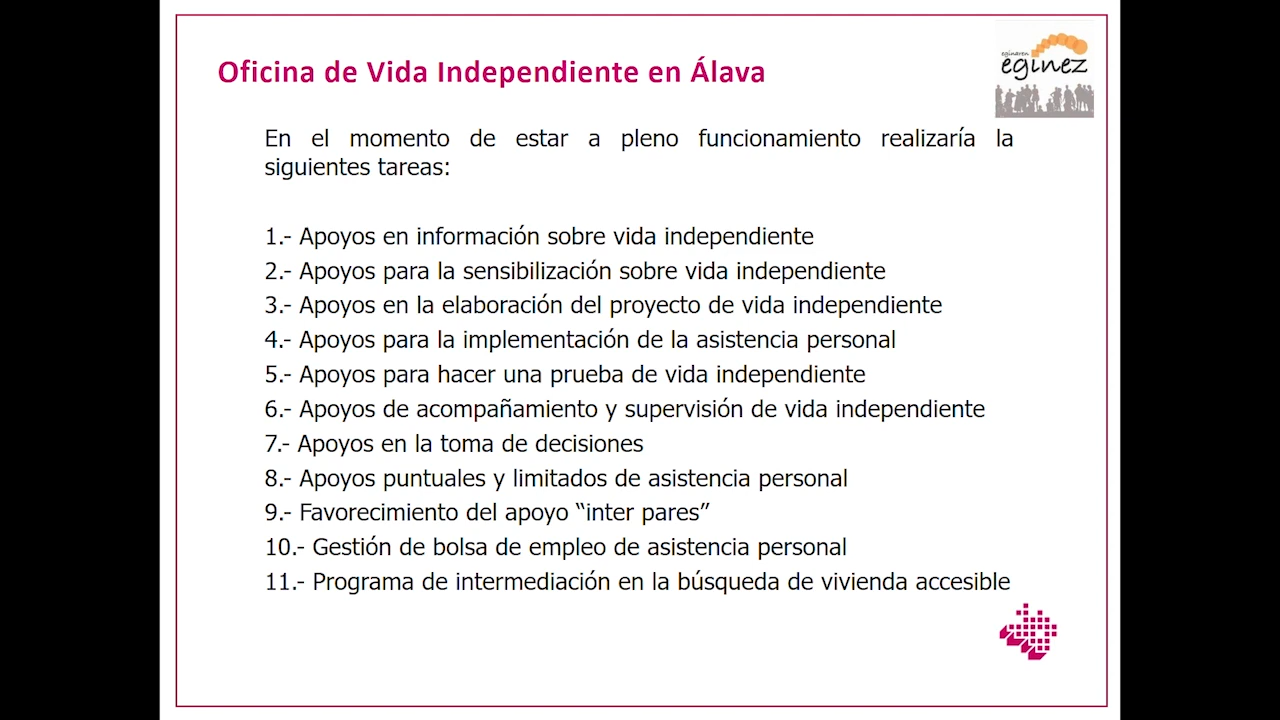 Oficina de Vida Independiente en Álava
eginaren
eginez
En el momento de estar a pleno funcionamiento realizaría la
siguientes tareas:
1.- Apoyos en información sobre vida independiente
2.- Apoyos para la sensibilización sobre vida independiente
3.- Apoyos en la elaboración del proyecto de vida independiente
4.- Apoyos para la implementación de la asistencia personal
5.- Apoyos para hacer una prueba de vida independiente
6.- Apoyos de acompañamiento y supervisión de vida independiente
7.- Apoyos en la toma de decisiones
8.- Apoyos puntuales y limitados de asistencia personal
9.- Favorecimiento del apoyo “inter pares”
10.- Gestión de bolsa de empleo de asistencia personal
11.- Programa de intermediación en la búsqueda de vivienda accesible